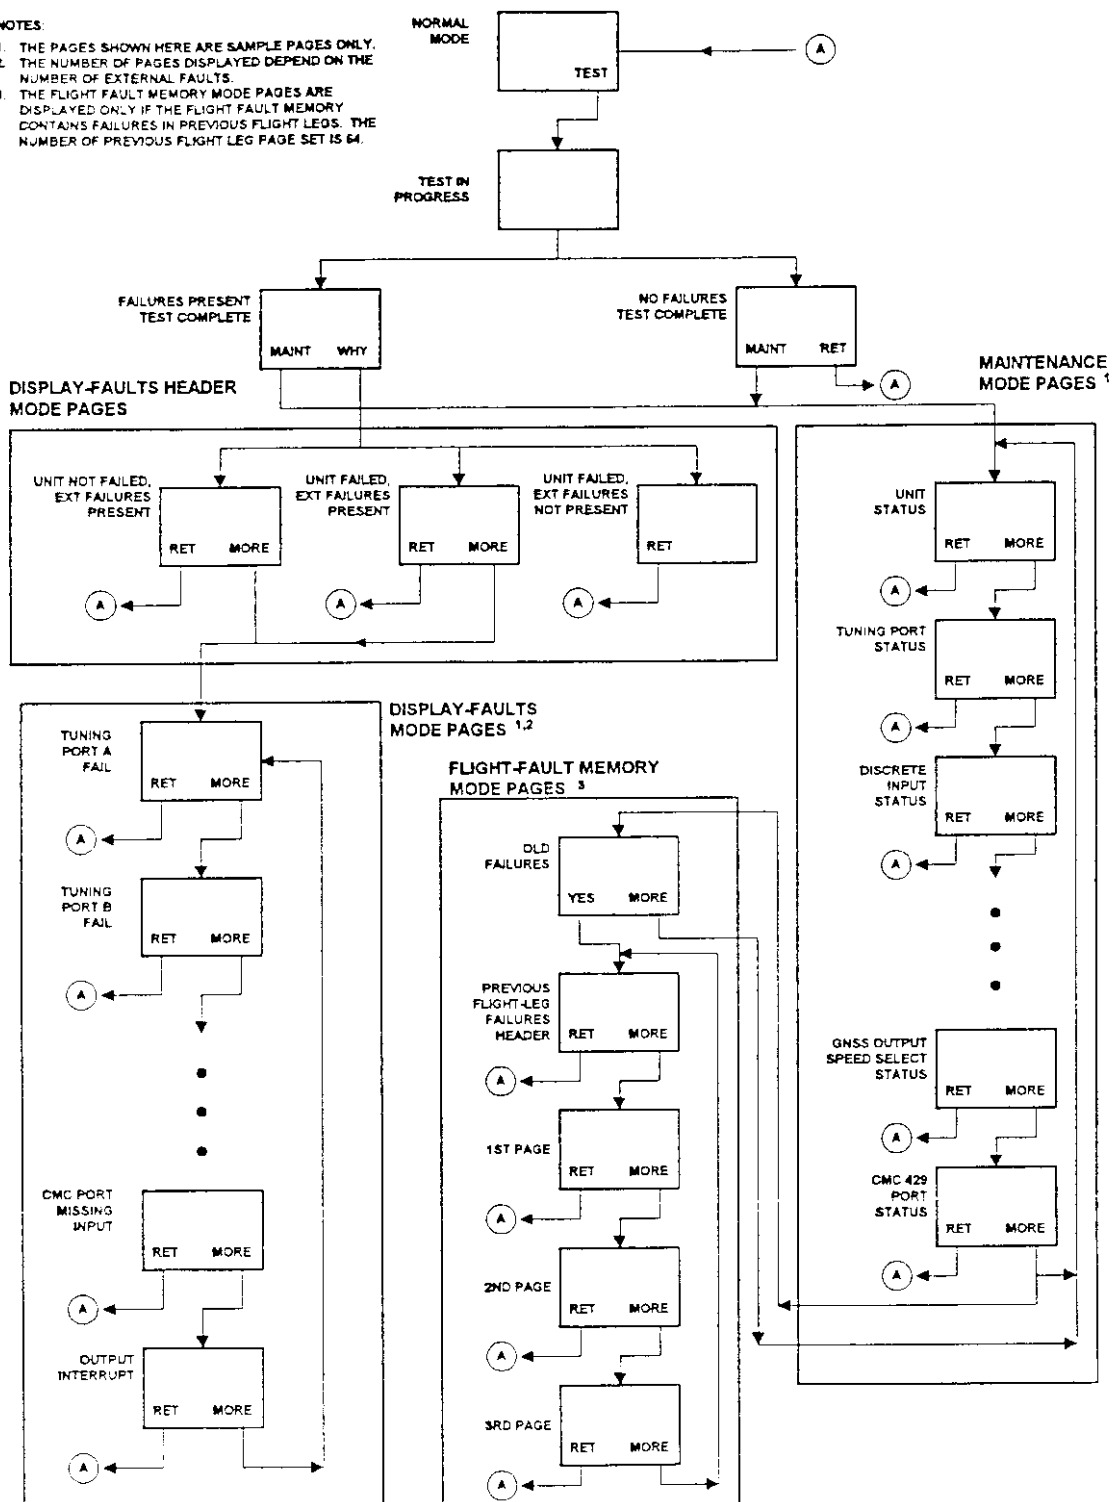 NOTES:
THE PAGES SHOWN HERE ARE SAMPLE PAGES ONLY.
THE NUMBER OF PAGES DISPLAYED DEPEND ON THE
NUMBER OF EXTERNAL FAULTS.
THE FLIGHT FAULT MEMORY MODE PAGES ARE
DISPLAYED ONLY IF THE FLIGHT FAULT MEMORY
CONTAINS FAILURES IN PREVIOUS FLIGHT LEGS. THE
NUMBER OF PREVIOUS FLIGHT LEG PAGE SET IS 64.
NORMAL
MODE
TEST
A
TEST IN
PROGRESS
FAILURES PRESENT
TEST COMPLETE
MAINT WHY
NO FAILURES
TEST COMPLETE
MAINT RET
A
DISPLAY-FAULTS HEADER
MODE PAGES
UNIT NOT FAILED,
EXT FAILURES
PRESENT
RET MORE
A
UNIT FAILED,
EXT FAILURES
PRESENT
RET MORE
A
UNIT FAILED,
EXT FAILURES
NOT PRESENT
RET
A
MAINTENANCE
MODE PAGES 1
UNIT
STATUS
RET MORE
A
TUNING PORT
STATUS
RET MORE
A
DISCRETE
INPUT
STATUS
RET MORE
A
GNSS OUTPUT
SPEED SELECT
STATUS
RET MORE
A
CMC 429
PORT
STATUS
RET MORE
A
DISPLAY-FAULTS
MODE PAGES 1,2
TUNING
PORT A
FAIL
RET MORE
A
TUNING
PORT B
FAIL
RET MORE
A
CMC PORT
MISSING
INPUT
RET MORE
A
OUTPUT
INTERRUPT
RET MORE
A
FLIGHT-FAULT MEMORY
MODE PAGES 3
OLD
FAILURES
YES MORE
PREVIOUS
FLIGHT-LEG
FAILURES
HEADER
RET MORE
A
1ST PAGE
RET MORE
A
2ND PAGE
RET MORE
A
3RD PAGE
RET MORE
A